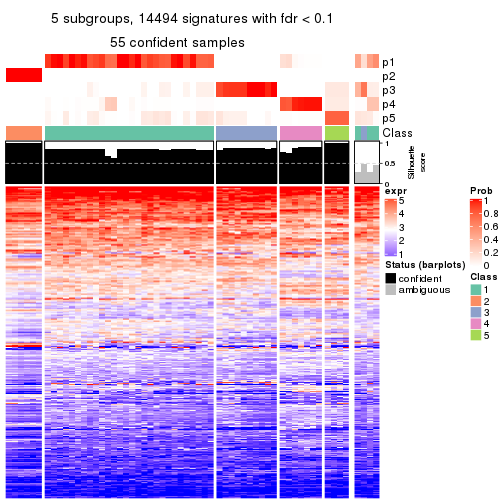 5 subgroups, 14494 signatures with fdr < 0.1
55 confident samples
p1
p2
p3
p4
p5
Class
1
0.5
0
Silhouette
score
expr
5
4
3
2
1
Status (barplots)
confident
ambiguous
Prob
1
0.8
0.6
0.4
0.2
0
Class
1
2
3
4
5